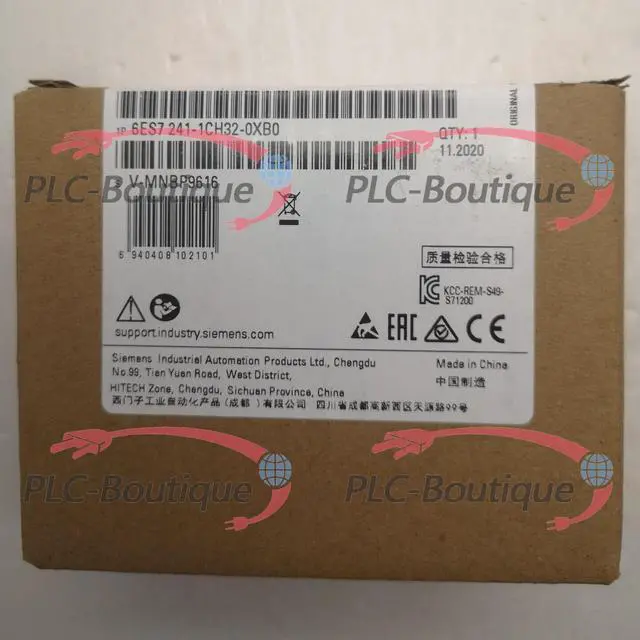 ORIGINAL
1P 6ES7 241-1CH32-0XB0
QTY: 1
11.2020
S V-MNBP9616
6 940408 102101
质量检验合格
KCC-REM-S49-
S71200
support.industry.siemens.com
EAC
Siemens Industrial Automation Products Ltd., Chengdu
No.99, Tian Yuan Road, West District,
HITECH Zone, Chengdu, Sichuan Province, China
西门子工业自动化产品(成都)有限公司 四川省成都高新西区天源路99号
Made in China
中国制造
PLC-Boutique
PLC-Boutique
PLC-Boutique
PLC-Boutique